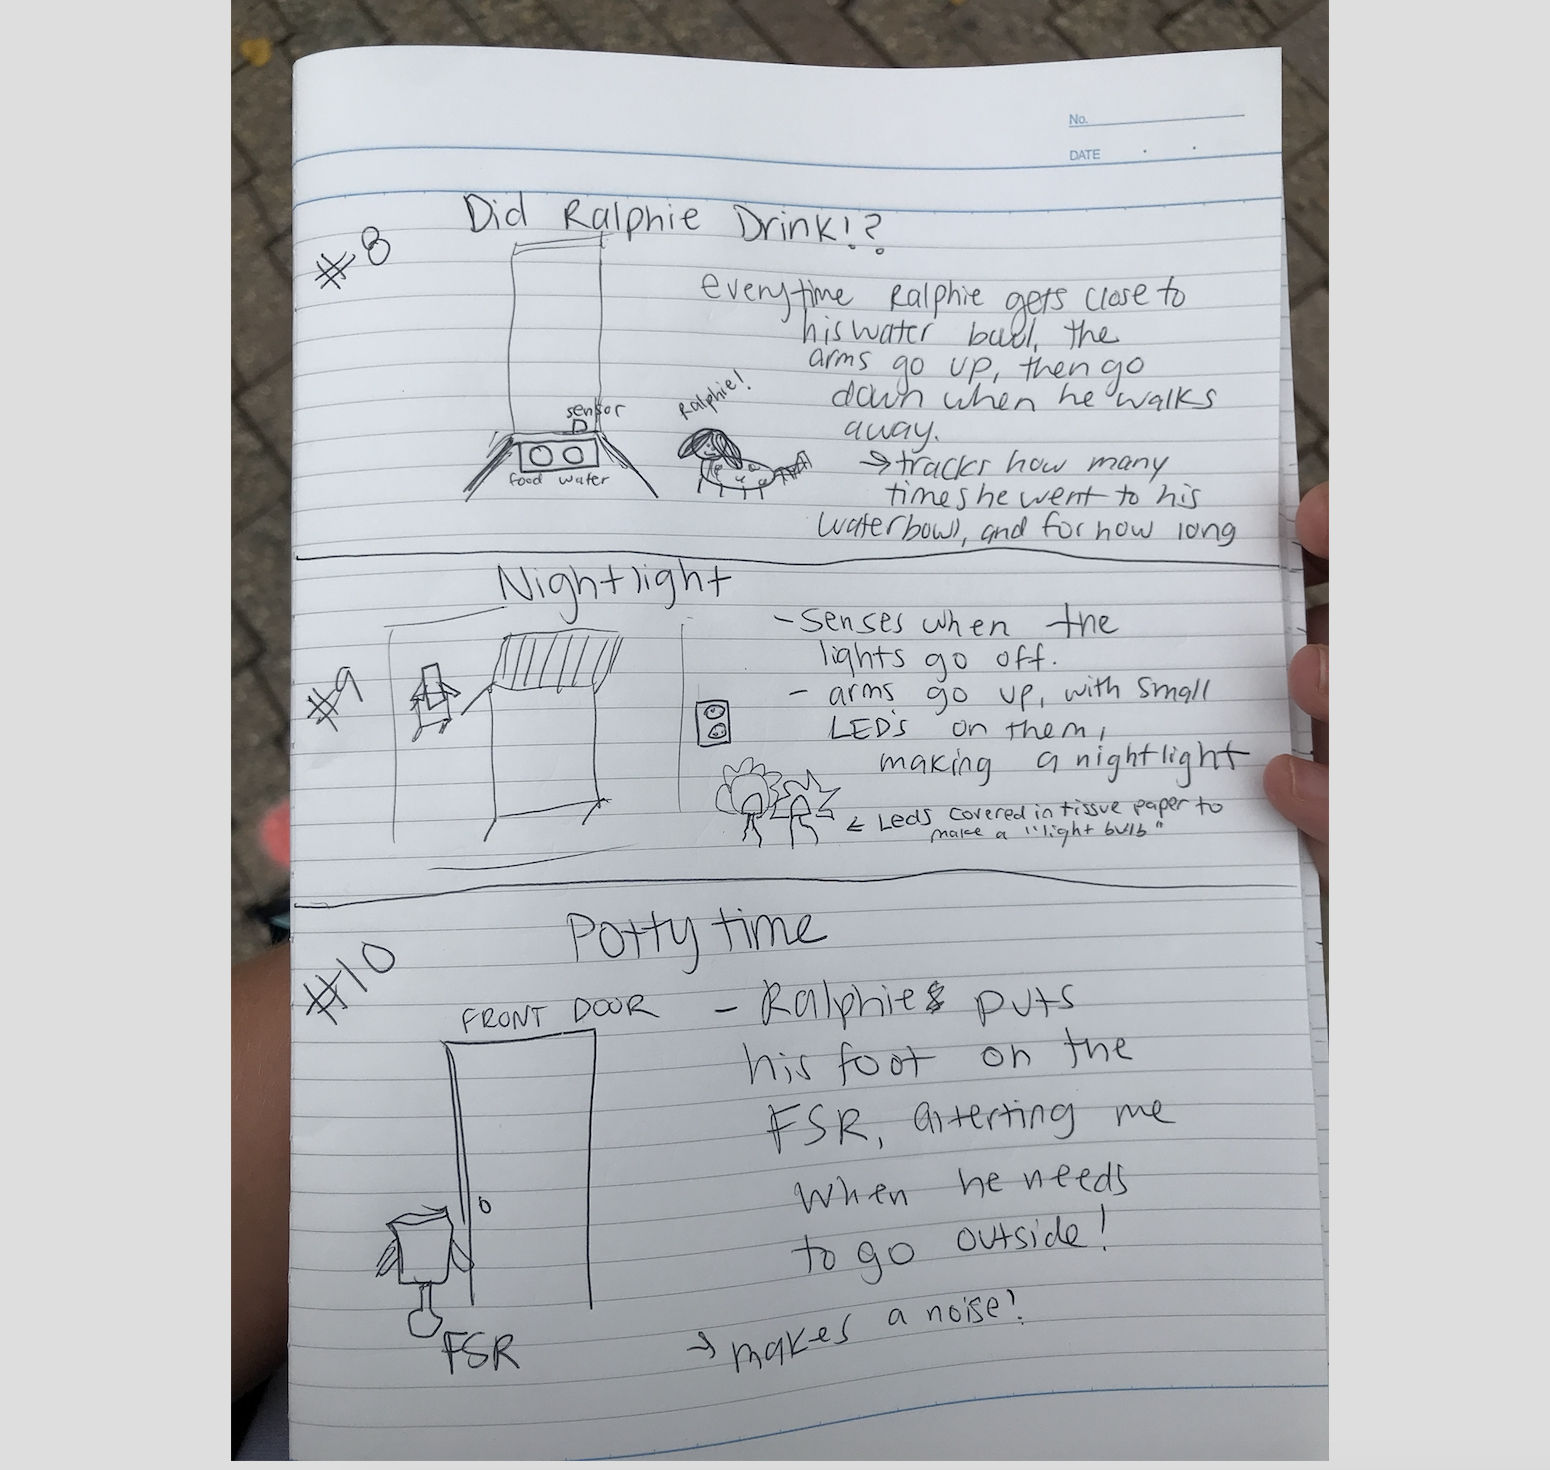 No.
DATE
Did Ralphie Drink!?
#8
everytime Ralphie gets close to
his water bowl, the
arms go up, then go
down when he walks
away.
→ tracks how many
times he went to his
waterbowl, and for how long
Ralphie!
sensor
food water
Nightlight
#9
- senses when the
lights go off.
- arms go up, with small
LED's on them,
making a nightlight
← Leds covered in tissue paper to
make a "light bulb"
Potty time
#10
FRONT DOOR
- Ralphie puts
his foot on the
FSR, alterting me
when he needs
to go outside!
→ makes a noise!
FSR